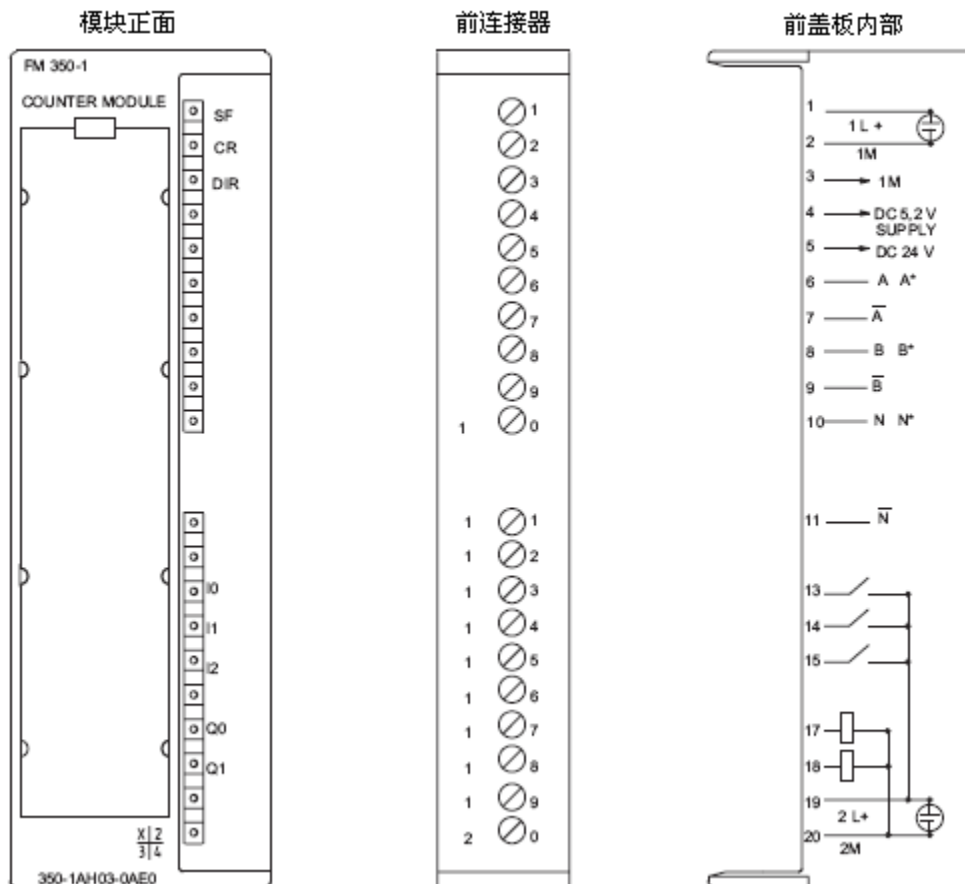 模块正面
FM 350-1
COUNTER MODULE
SF
CR
DIR
I0
I1
I2
Q0
Q1
X 2
3 4
350-1AH03-0AE0
前连接器
1
2
3
4
5
6
7
8
9
1 0
1 1
1 2
1 3
1 4
1 5
1 6
1 7
1 8
1 9
2 0
前盖板内部
1
1 L +
2
1M
3 1M
4 DC 5,2 V
SUPPLY
5 DC 24 V
6 A A*
7 A̅
8 B B*
9 B̅
10 N N*
11 N̅
13
14
15
17
18
19
2 L+
20
2M